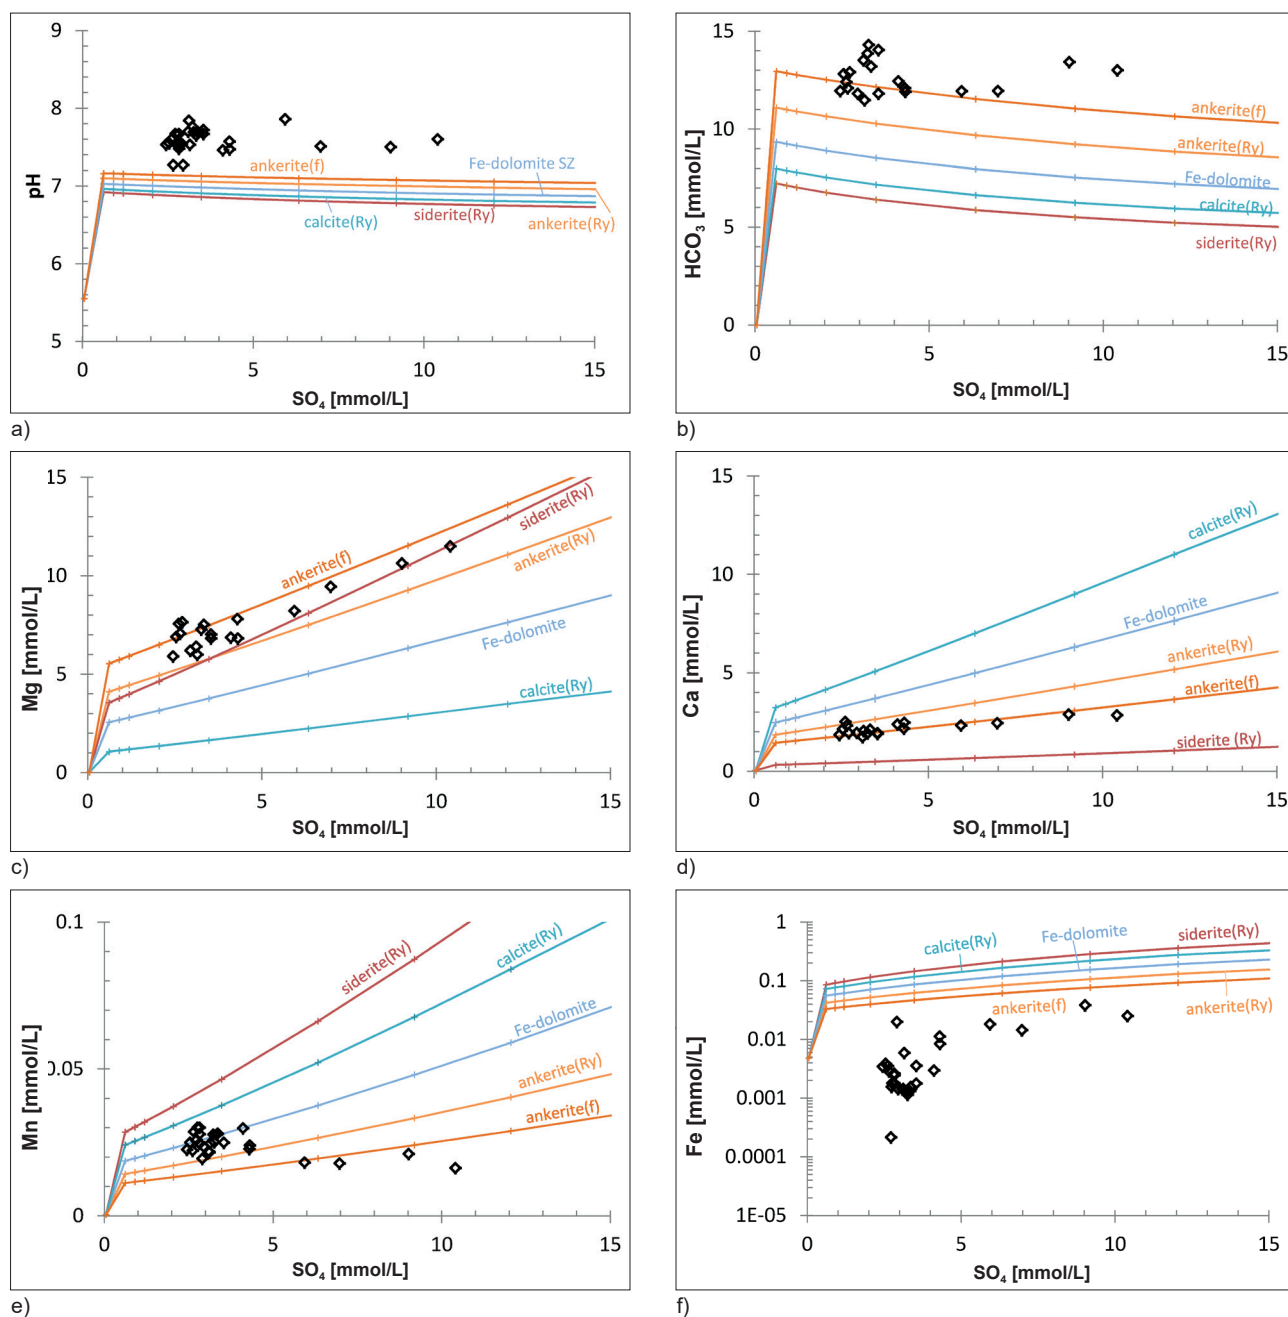 9
8
7
6
5
pH
ankerite(f)
Fe-dolomite SZ
calcite(Ry)
siderite(Ry)
ankerite(Ry)
0
5
10
15
SO₄ [mmol/L]
a)
15
10
5
0
HCO₃ [mmol/L]
ankerite(f)
ankerite(Ry)
Fe-dolomite
calcite(Ry)
siderite(Ry)
0
5
10
15
SO₄ [mmol/L]
b)
15
10
5
0
Mg [mmol/L]
ankerite(f)
siderite(Ry)
ankerite(Ry)
Fe-dolomite
calcite(Ry)
0
5
10
15
SO₄ [mmol/L]
c)
15
10
5
0
Ca [mmol/L]
calcite(Ry)
Fe-dolomite
ankerite(Ry)
ankerite(f)
siderite (Ry)
0
5
10
15
SO₄ [mmol/L]
d)
0.1
0.05
0
Mn [mmol/L]
siderite(Ry)
calcite(Ry)
Fe-dolomite
ankerite(Ry)
ankerite(f)
0
5
10
15
SO₄ [mmol/L]
e)
1
0.1
0.01
0.001
0.0001
1E-05
Fe [mmol/L]
calcite(Ry)
Fe-dolomite
siderite(Ry)
ankerite(f)
ankerite(Ry)
0
5
10
15
SO₄ [mmol/L]
f)